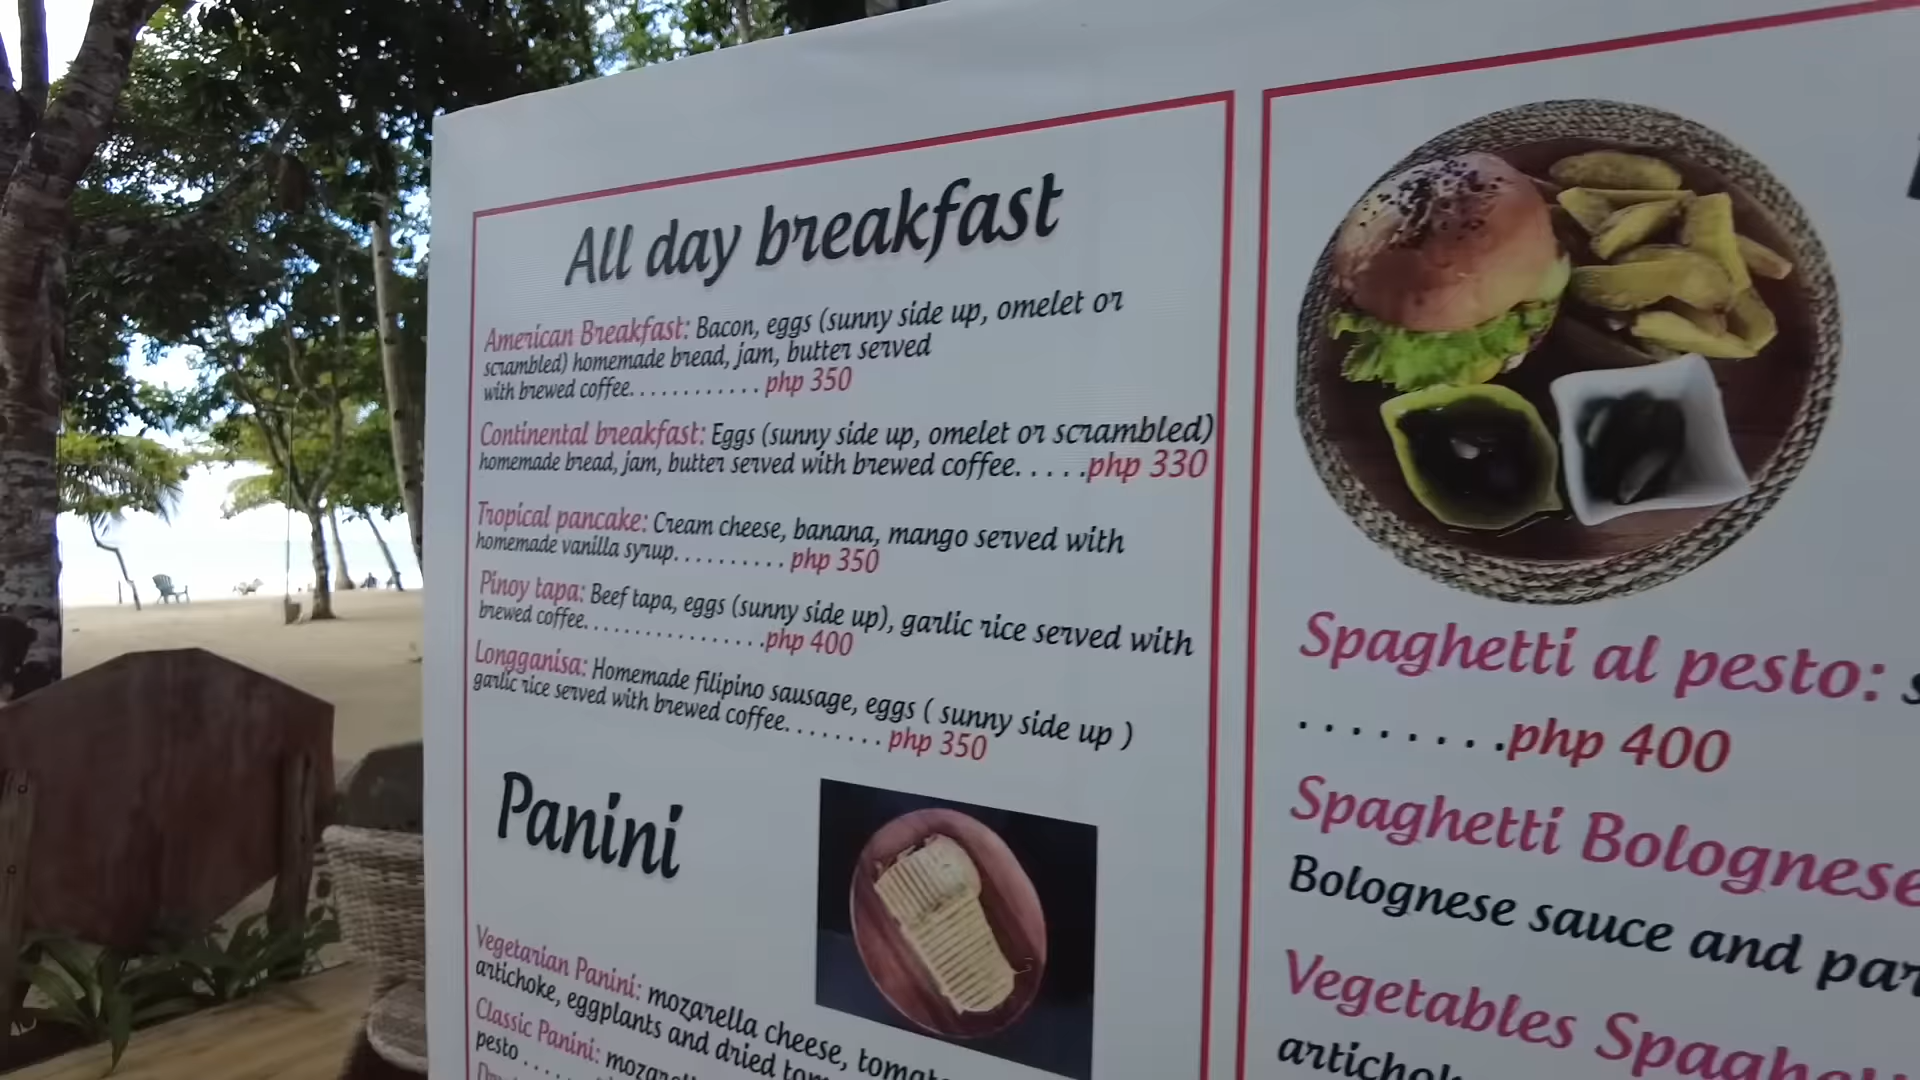 All day breakfast
American Breakfast: Bacon, eggs (sunny side up, omelet or
scrambled) homemade bread, jam, butter served
with brewed coffee............ php 350
Continental breakfast: Eggs (sunny side up, omelet or scrambled)
homemade bread, jam, butter served with brewed coffee.....php 330
Tropical pancake: Cream cheese, banana, mango served with
homemade vanilla syrup.......... php 350
Pinoy tapa: Beef tapa, eggs (sunny side up), garlic rice served with
brewed coffee.................php 400
Longganisa: Homemade filipino sausage, eggs ( sunny side up )
garlic rice served with brewed coffee........ php 350
Panini
Vegetarian Panini: mozarella cheese,
artichoke, eggplants and dried
Classic Panini:
pesto ......
Spaghetti al pesto:
........php 400
Spaghetti Bolognese
Bolognese sauce and
Vegetables